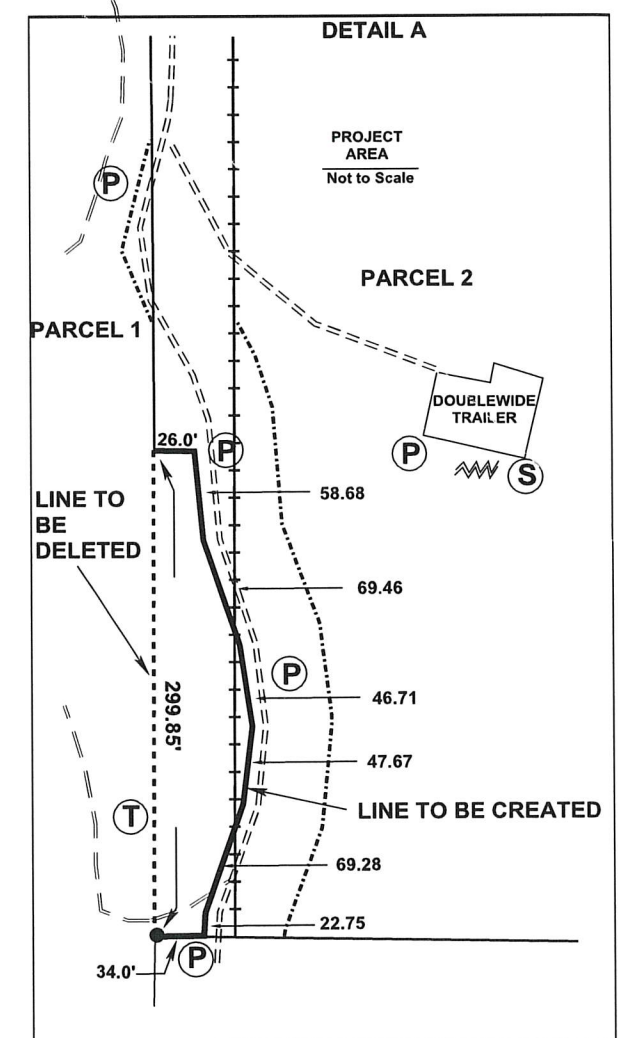 DETAIL A
PROJECT
AREA
Not to Scale
P
PARCEL 2
PARCEL 1
DOUBLEWIDE
TRAILER
26.0'
P
P
S
58.68
LINE TO
BE
DELETED
69.46
P
299.85'
46.71
47.67
T
LINE TO BE CREATED
69.28
22.75
34.0'
P